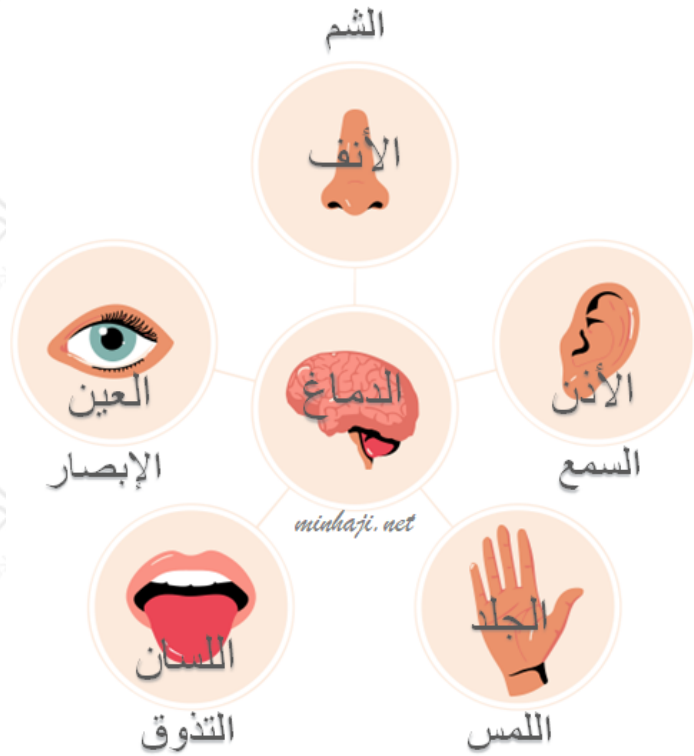 الشم
الأنف
الأذن
السمع
الدماغ
العين
الإبصار
minhaji.net
الجلد
اللمس
اللسان
التذوق